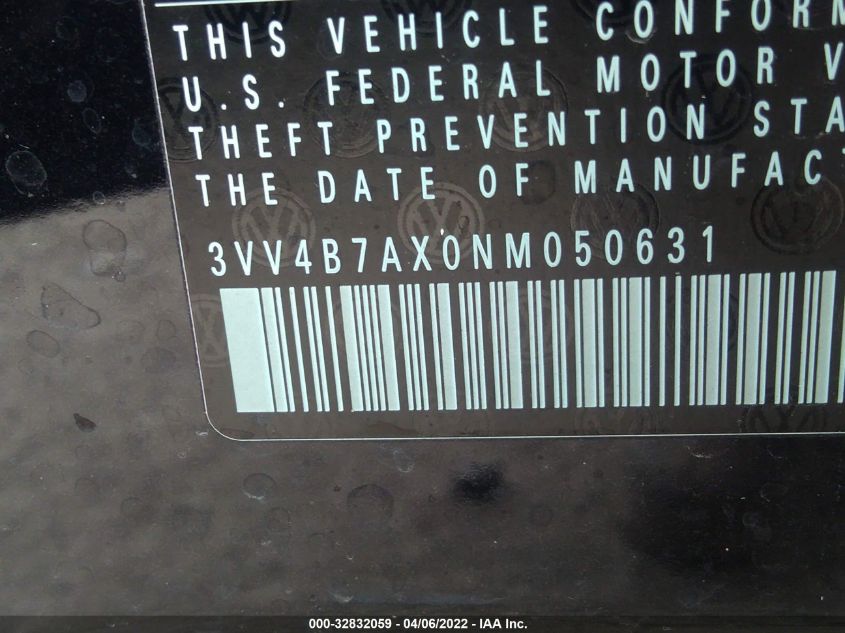 THIS VEHICLE CONFORM
U.S. FEDERAL MOTOR V
THEFT PREVENTION STA
THE DATE OF MANUFACT
3VV4B7AX0NM050631
000-32832059 - 04/06/2022 - IAA Inc.